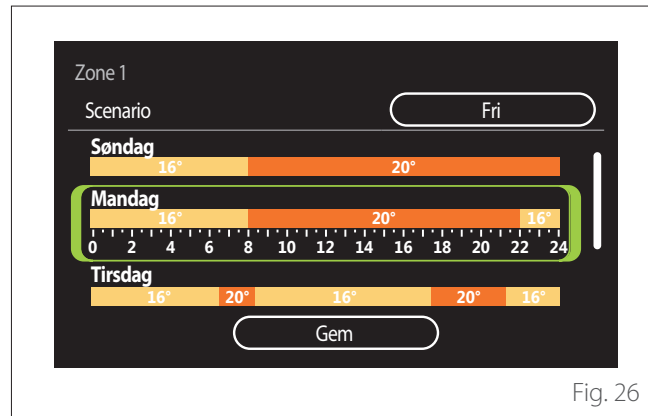 Zone 1
Scenario Fri
Søndag
16° 20°
Mandag
16° 20° 16°
0 2 4 6 8 10 12 14 16 18 20 22 24
Tirsdag
16° 20° 16° 20° 16°
Gem
Fig. 26